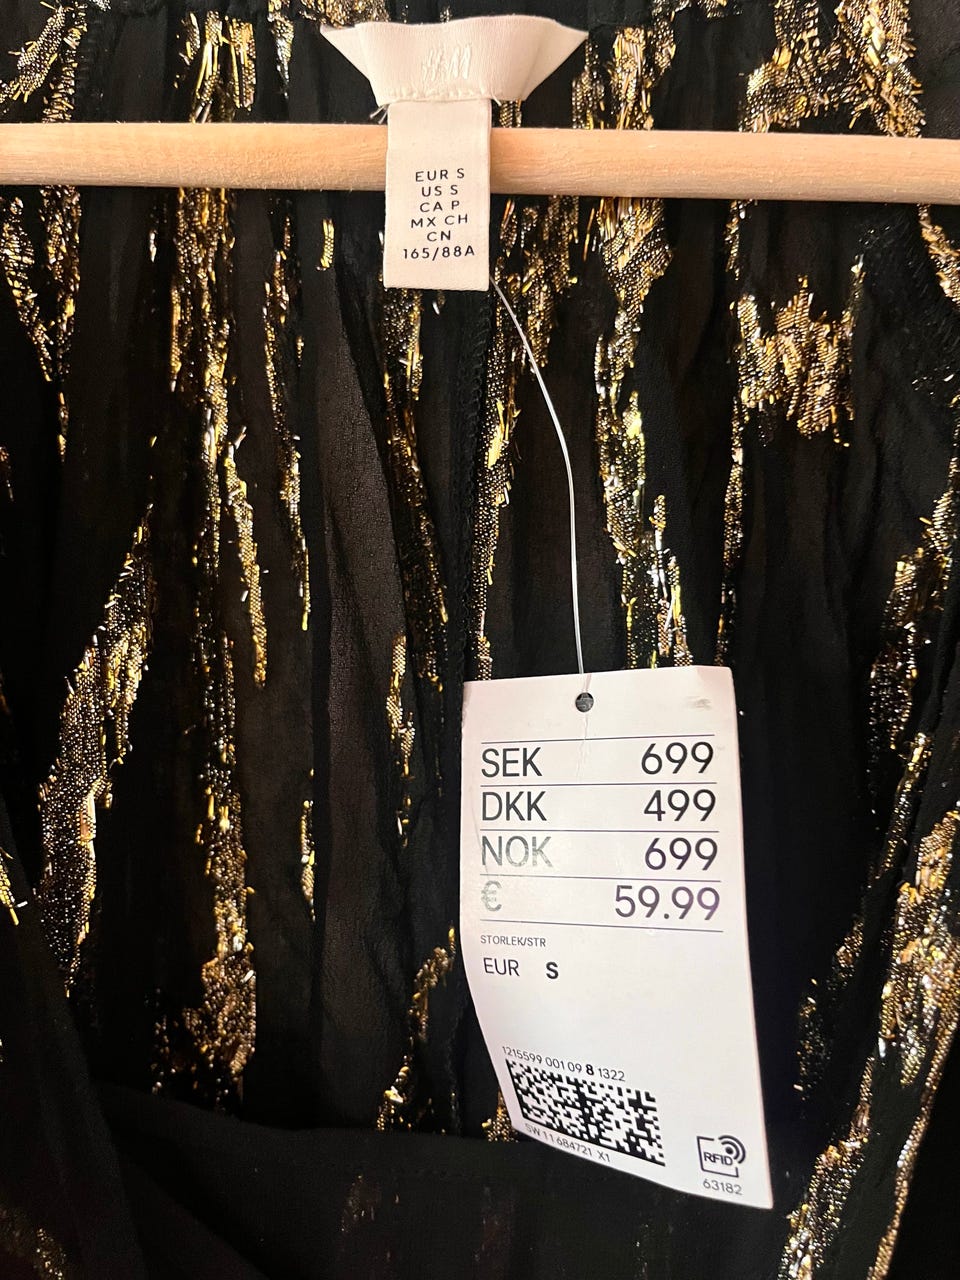 H&M
EUR S
US S
CA P
MX CH
CN
165/88A
SEK 699
DKK 499
NOK 699
€ 59.99
STORLEK/STR
EUR S
1215599 001 09 8 1322
SW 11 684721 X1
RFID
63182